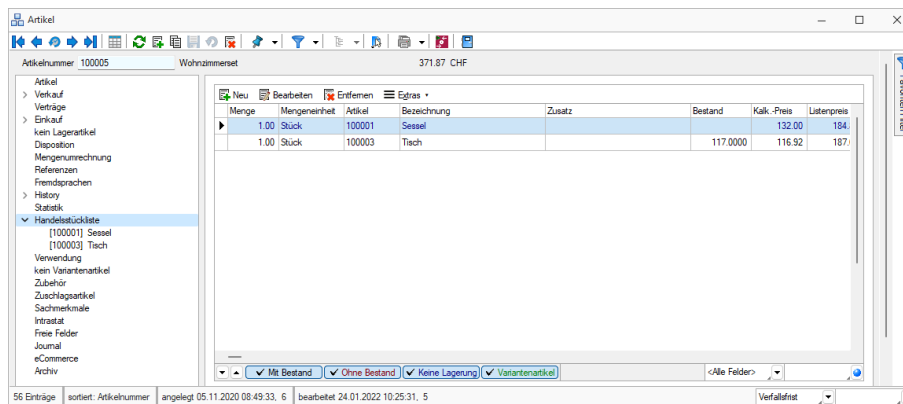 Artikel
Artikelnummer 100005 Wohnzimmerset 371.87 CHF
Artikel
Verkauf
Verträge
Einkauf
kein Lagerartikel
Disposition
Mengenumrechnung
Referenzen
Fremdsprachen
History
Statistik
Handelsstückliste
[100001] Sessel
[100003] Tisch
Verwendung
kein Variantenartikel
Zubehör
Zuschlagsartikel
Sachmerkmale
Intrastat
Freie Felder
Journal
eCommerce
Archiv
Neu Bearbeiten Entfernen Extras
Menge Mengeneinheit Artikel Bezeichnung Zusatz Bestand Kalk.-Preis Listenpreis
1.00 Stück 100001 Sessel 132.00 184.
1.00 Stück 100003 Tisch 117.0000 116.92 187.
Mit Bestand Ohne Bestand Keine Lagerung Variantenartikel <Alle Felder>
56 Einträge sortiert: Artikelnummer angelegt 05.11.2020 08:49:33, 6 bearbeitet 24.01.2022 10:25:31, 5 Verfallsfrist